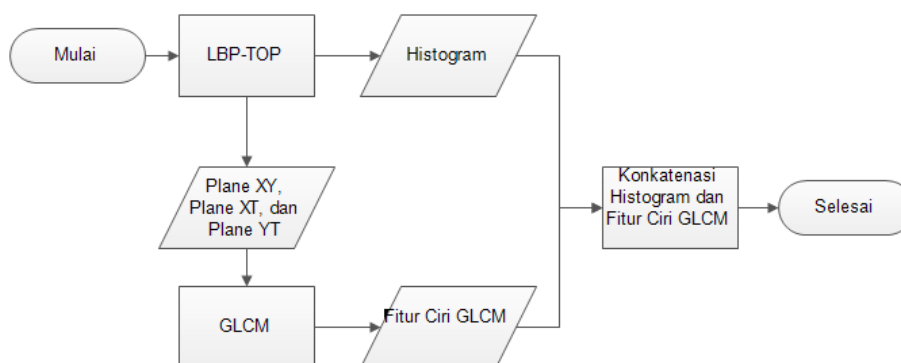 Mulai
LBP-TOP
Histogram
Plane XY,
Plane XT, dan
Plane YT
Konkatenasi
Histogram dan
Fitur Ciri GLCM
Selesai
GLCM
Fitur Ciri GLCM